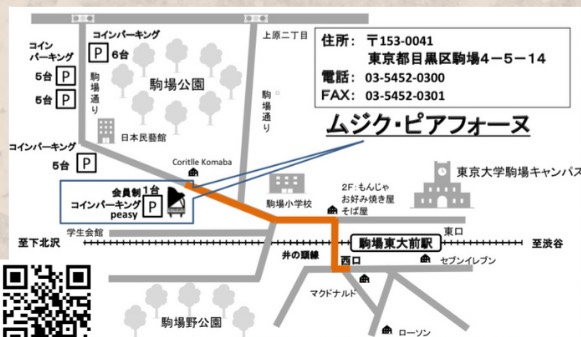 コインパーキング
P 6台
コイン
パーキング
5台 P
5台 P
駒場通り
駒場公園
上原二丁目
駒場通り
住所: 〒153-0041
東京都目黒区駒場4-5-14
電話: 03-5452-0300
FAX: 03-5452-0301
ムジク・ピアフォーヌ
日本民藝館
コインパーキング
5台 P
Coritlle Komaba
会員制 1台
コインパーキング P
peasy
駒場小学校
2F:もんじゃ
お好み焼き屋
そば屋
東京大学駒場キャンパス
学生会館
東口
至下北沢
井の頭線
駒場東大前駅
至渋谷
西口
セブンイレブン
マクドナルド
駒場野公園
ローソン